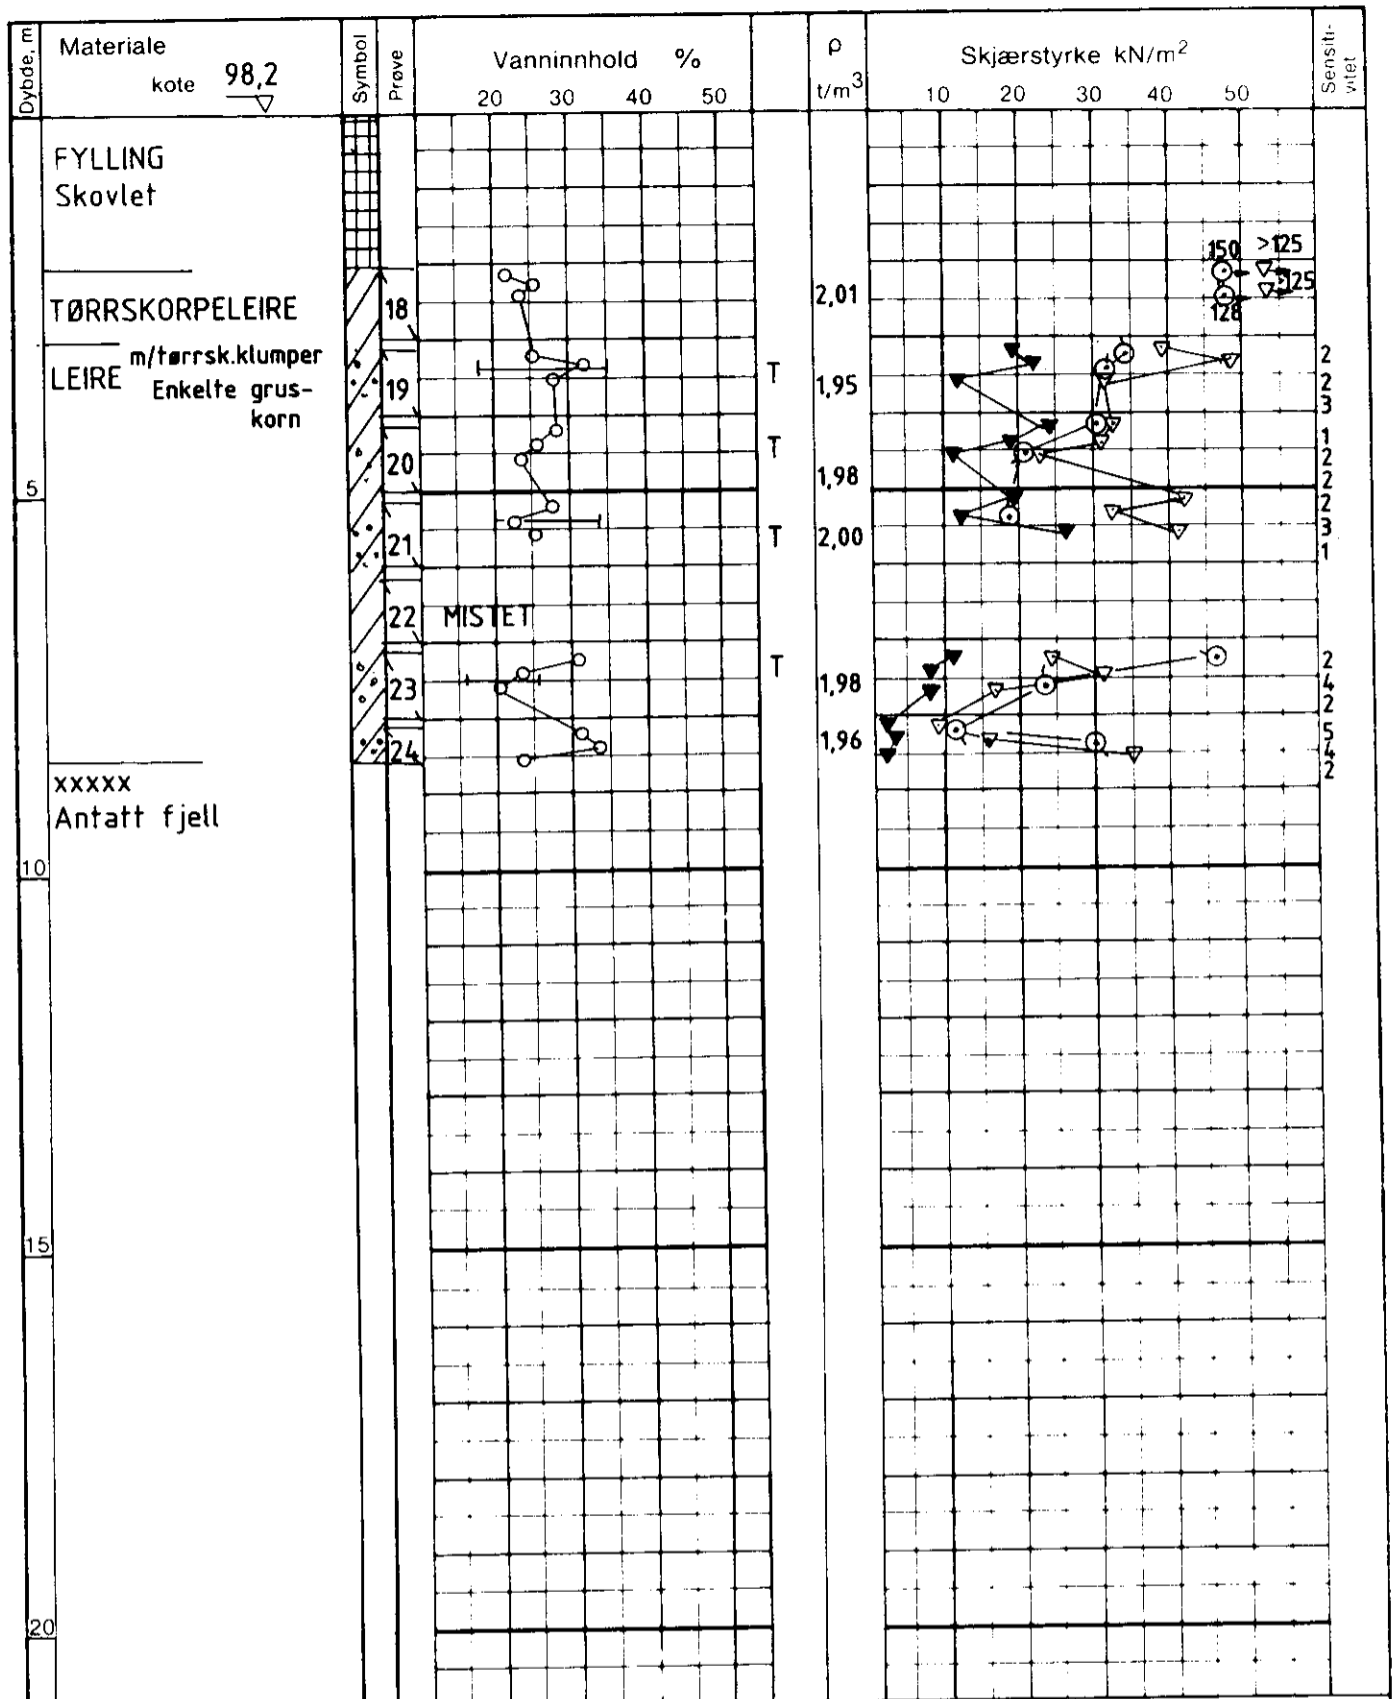 Dybde, m
Materiale
kote 98,2
Symbol
Prøve
Vanninnhold %
20 30 40 50
ρ
t/m³
Skjærstyrke kN/m²
10 20 30 40 50
Sensiti-
vitet
FYLLING
Skovlet
150 >125
125
128
TØRRSKORPELEIRE
18
2,01
LEIRE m/tørrsk.klumper
Enkelte grus-
korn
19
T
1,95
2
2
3
20
T
1,98
1
2
2
5
21
T
2,00
2
3
1
22
MISTET
23
T
1,98
2
4
2
24
1,96
5
4
2
xxxxx
Antatt fjell
10
15
20